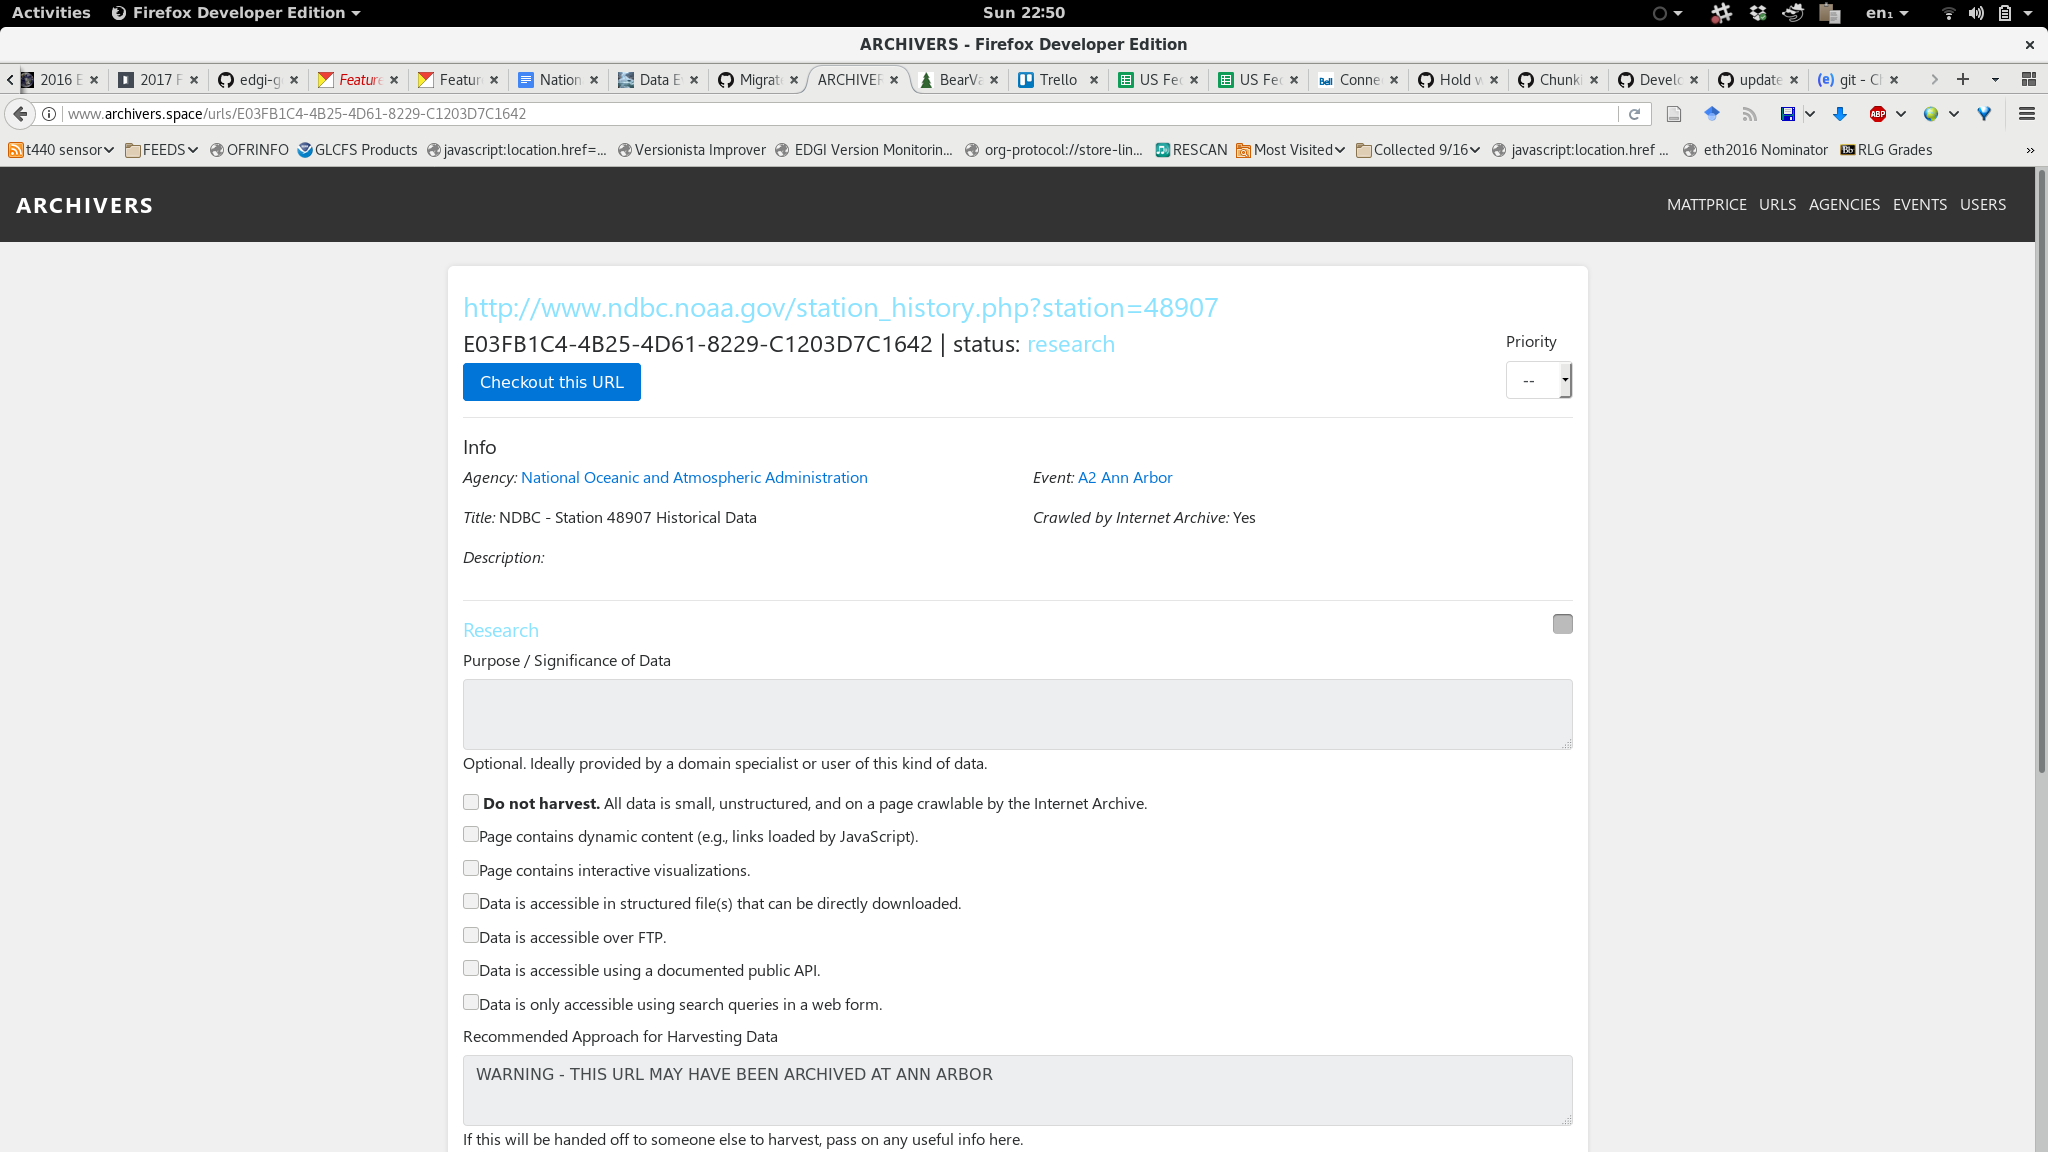 Activities Firefox Developer Edition Sun 22:50 en₁
ARCHIVERS - Firefox Developer Edition
2016 E 2017 F edgi-g Feature Featur Nation Data E Migrat ARCHIVER BearVa Trello US Fec US Fec Conne Hold w Chunki Develo update git - Cl
www.archivers.space/urls/E03FB1C4-4B25-4D61-8229-C1203D7C1642
t440 sensor FEEDS OFRINFO GLCFS Products javascript:location.href=... Versionista Improver EDGI Version Monitorin... org-protocol://store-lin... RESCAN Most Visited Collected 9/16 javascript:location.href ... eth2016 Nominator RLG Grades »
ARCHIVERS MATTPRICE URLS AGENCIES EVENTS USERS
http://www.ndbc.noaa.gov/station_history.php?station=48907
E03FB1C4-4B25-4D61-8229-C1203D7C1642 | status: research
Priority
Checkout this URL
--
Info
Agency: National Oceanic and Atmospheric Administration
Event: A2 Ann Arbor
Title: NDBC - Station 48907 Historical Data
Crawled by Internet Archive: Yes
Description:
Research
Purpose / Significance of Data
Optional. Ideally provided by a domain specialist or user of this kind of data.
Do not harvest. All data is small, unstructured, and on a page crawlable by the Internet Archive.
Page contains dynamic content (e.g., links loaded by JavaScript).
Page contains interactive visualizations.
Data is accessible in structured file(s) that can be directly downloaded.
Data is accessible over FTP.
Data is accessible using a documented public API.
Data is only accessible using search queries in a web form.
Recommended Approach for Harvesting Data
WARNING - THIS URL MAY HAVE BEEN ARCHIVED AT ANN ARBOR
If this will be handed off to someone else to harvest, pass on any useful info here.